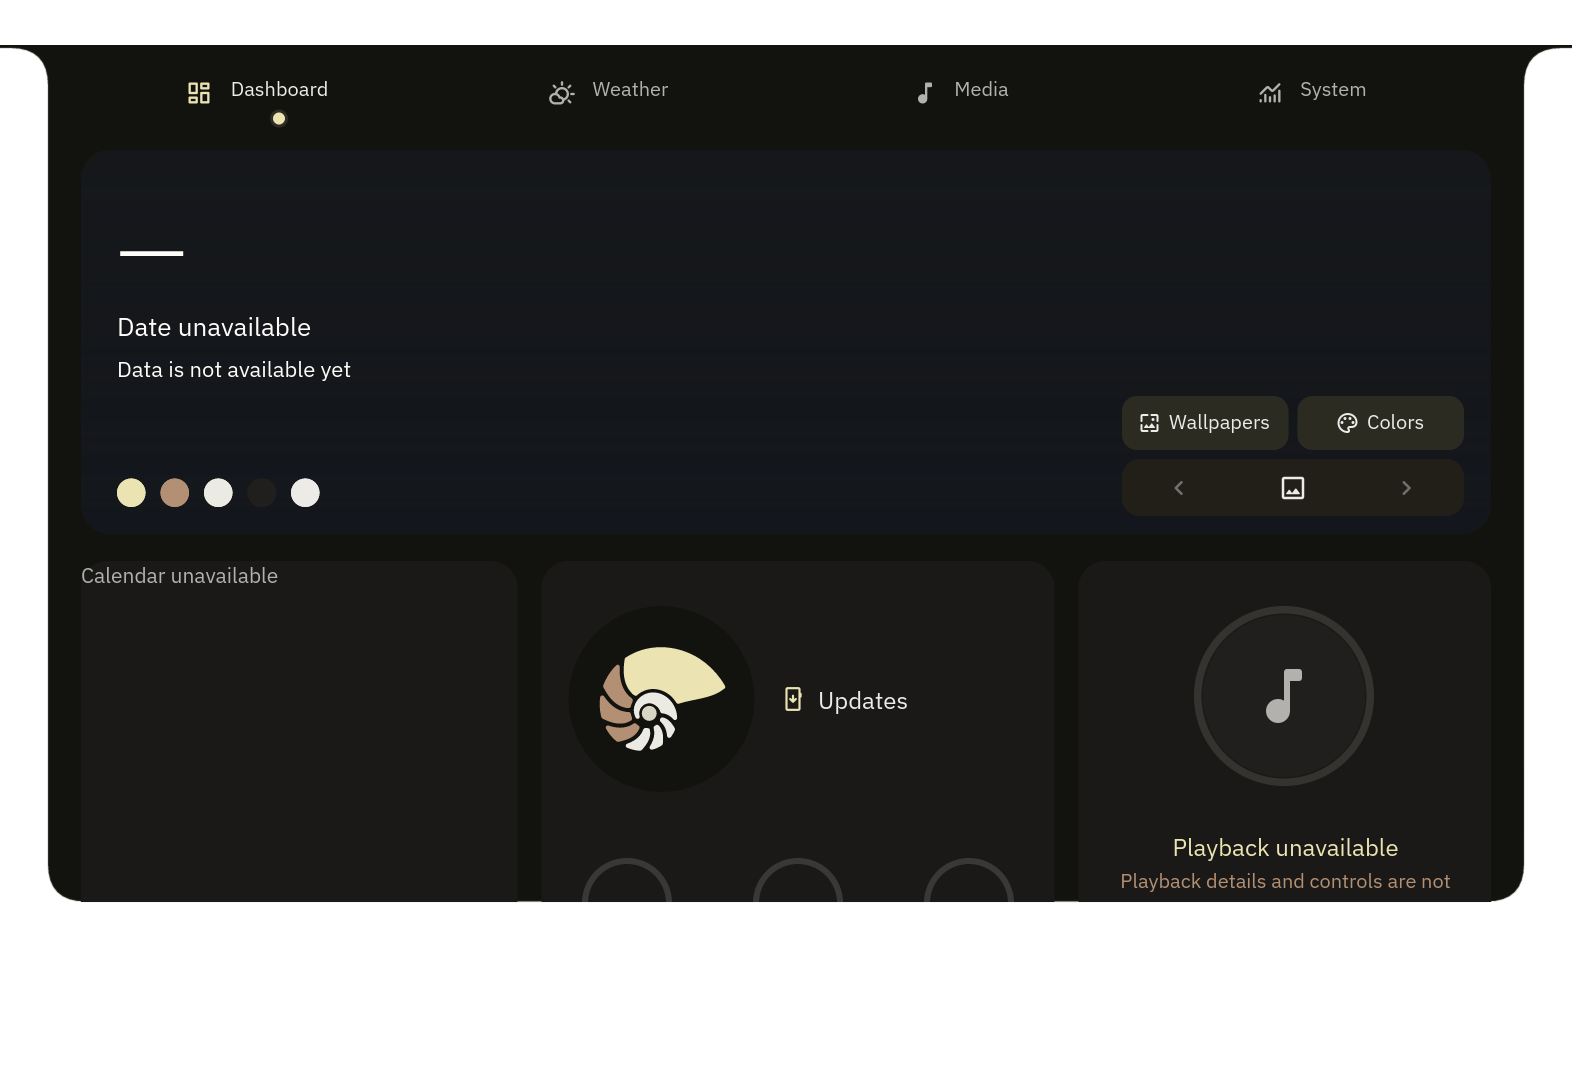 Dashboard
Weather
Media
System
Date unavailable
Data is not available yet
Wallpapers
Colors
Calendar unavailable
Updates
Playback unavailable
Playback details and controls are not